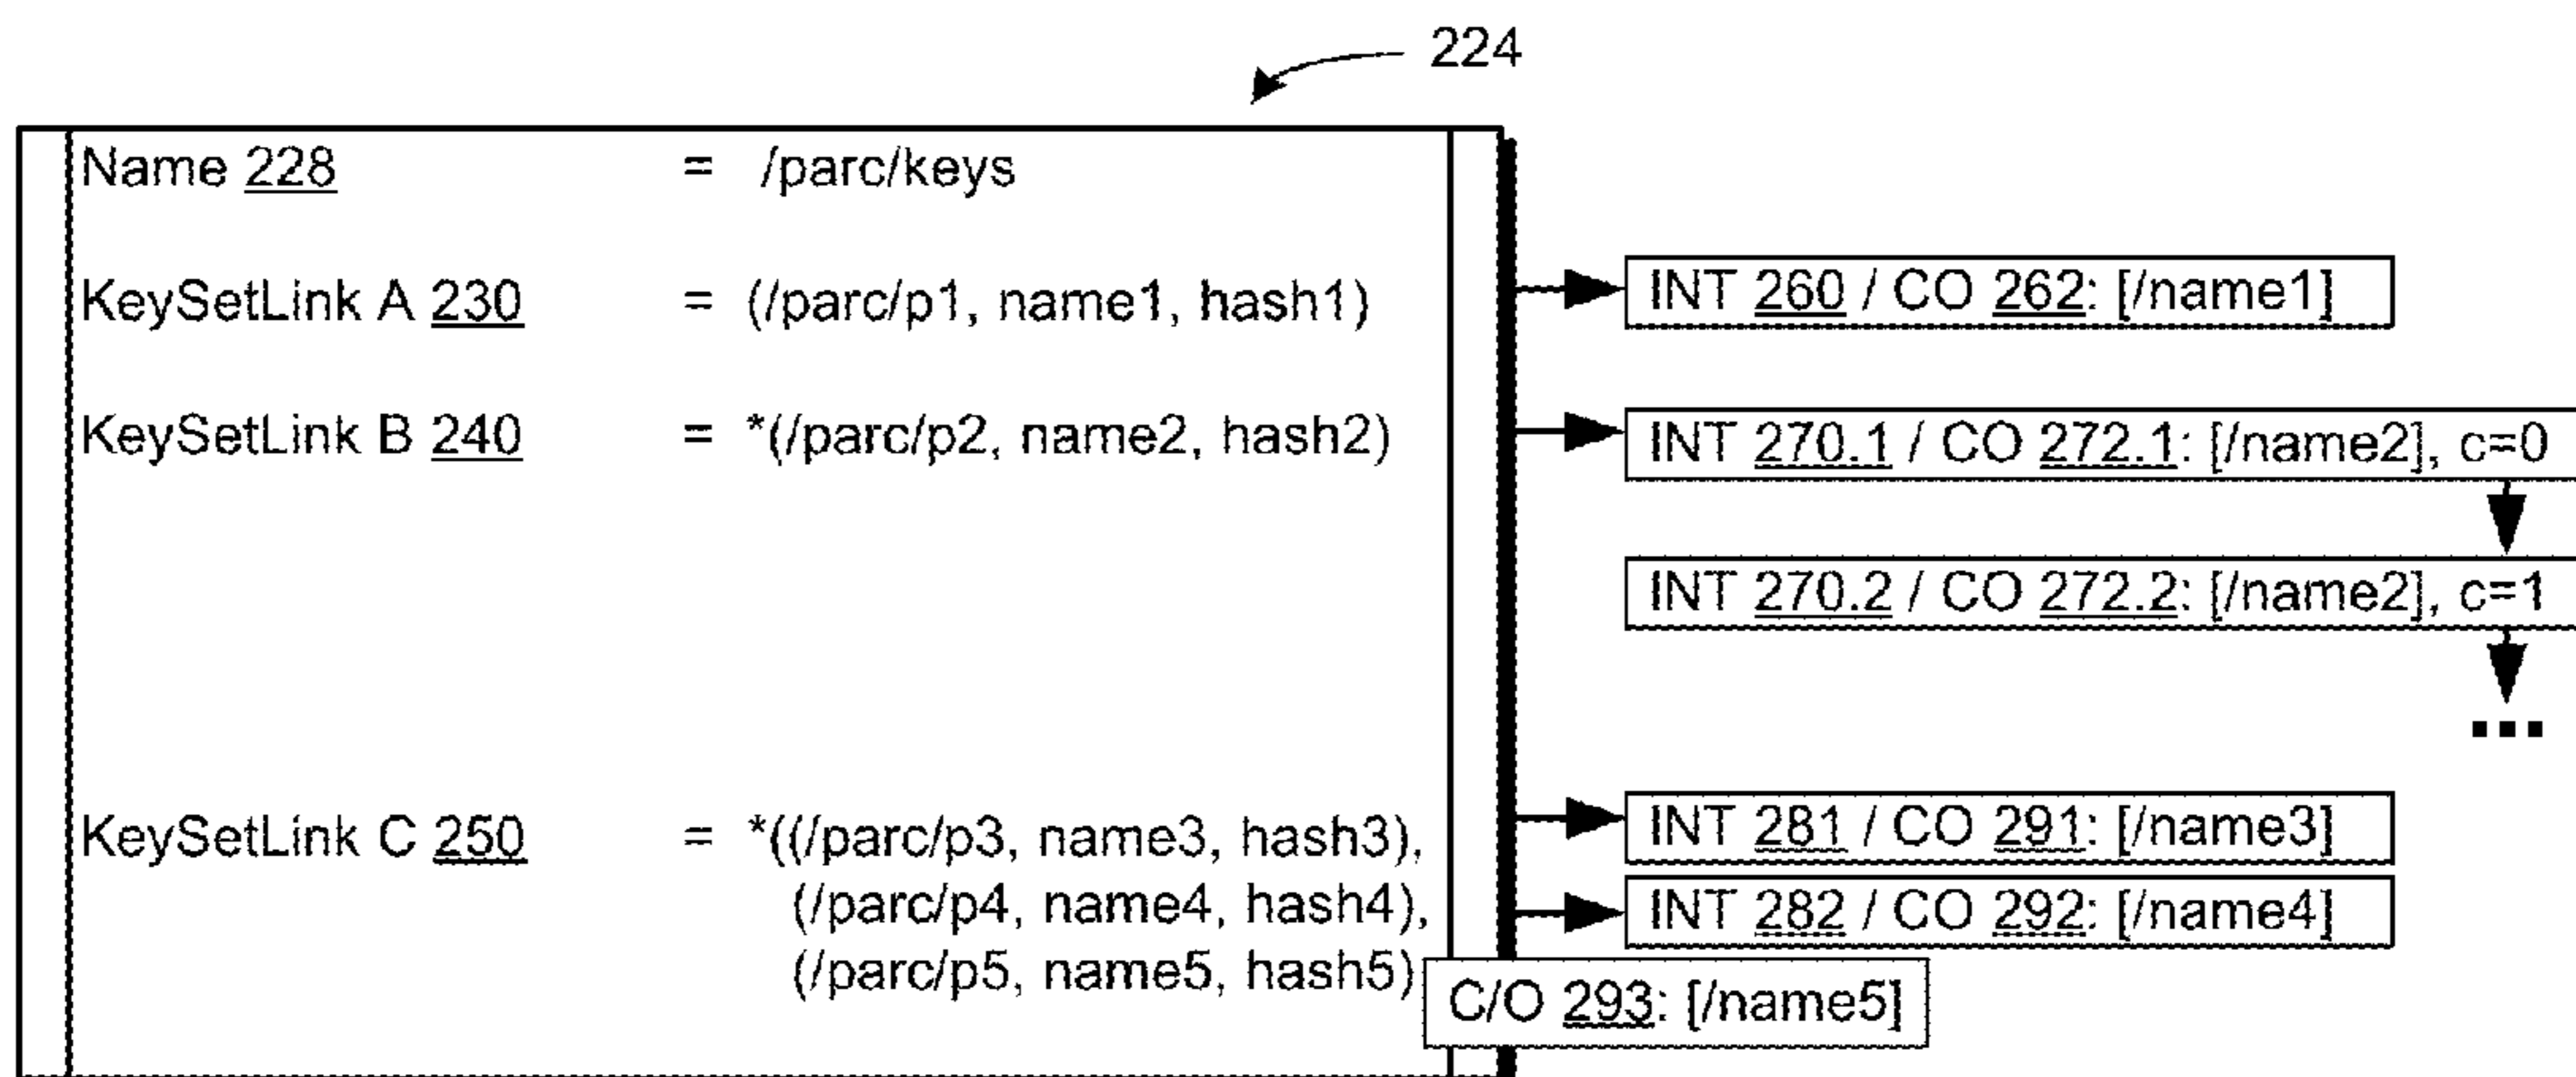 224
Name 228 = /parc/keys
KeySetLink A 230 = (/parc/p1, name1, hash1)
INT 260 / CO 262: [/name1]
KeySetLink B 240 = *(/parc/p2, name2, hash2)
INT 270.1 / CO 272.1: [/name2], c=0
INT 270.2 / CO 272.2: [/name2], c=1
...
KeySetLink C 250 = *((/parc/p3, name3, hash3),
INT 281 / CO 291: [/name3]
(/parc/p4, name4, hash4),
INT 282 / CO 292: [/name4]
(/parc/p5, name5, hash5)
C/O 293: [/name5]